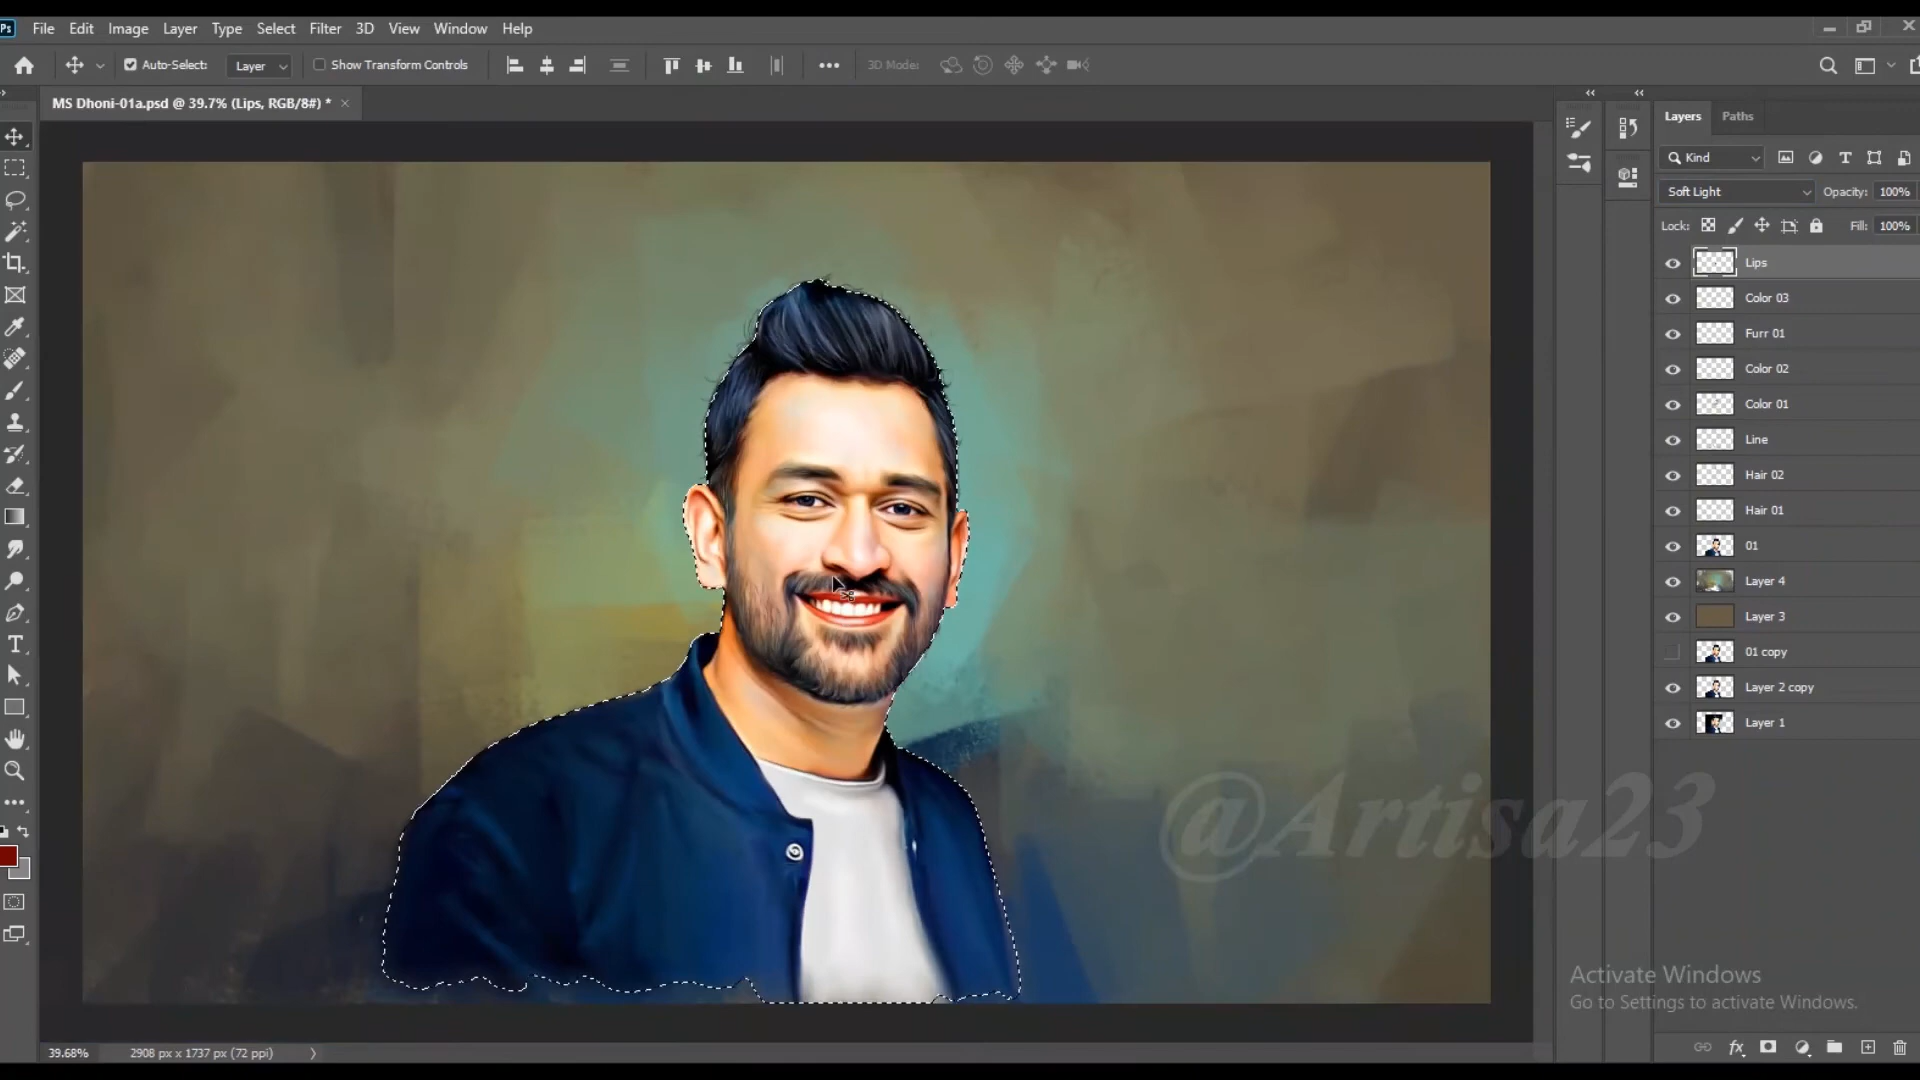 Ps File Edit Image Layer Type Select Filter 3D View Window Help
Auto-Select: Layer Show Transform Controls 3D Mode:
MS Dhoni-01a.psd @ 39.7% (Lips, RGB/8#) * ×
Layers Paths
Kind
Soft Light Opacity: 100%
Lock: Fill: 100%
Lips
Color 03
Furr 01
Color 02
Color 01
Line
Hair 02
Hair 01
01
Layer 4
Layer 3
01 copy
Layer 2 copy
Layer 1
@Artisa23
Activate Windows
Go to Settings to activate Windows.
39.68% 2908 px x 1737 px (72 ppi)
fx